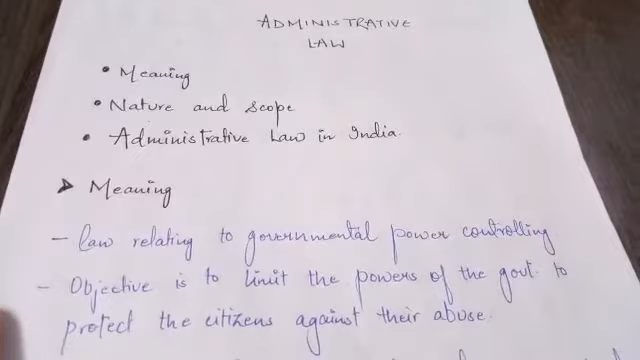 ADMINISTRATIVE
LAW
• Meaning
• Nature and scope
• Administrative Law in India.
➤ Meaning
- Law relating to governmental power controlling
- Objective is to limit the powers of the govt. to
protect the citizens against their abuse.